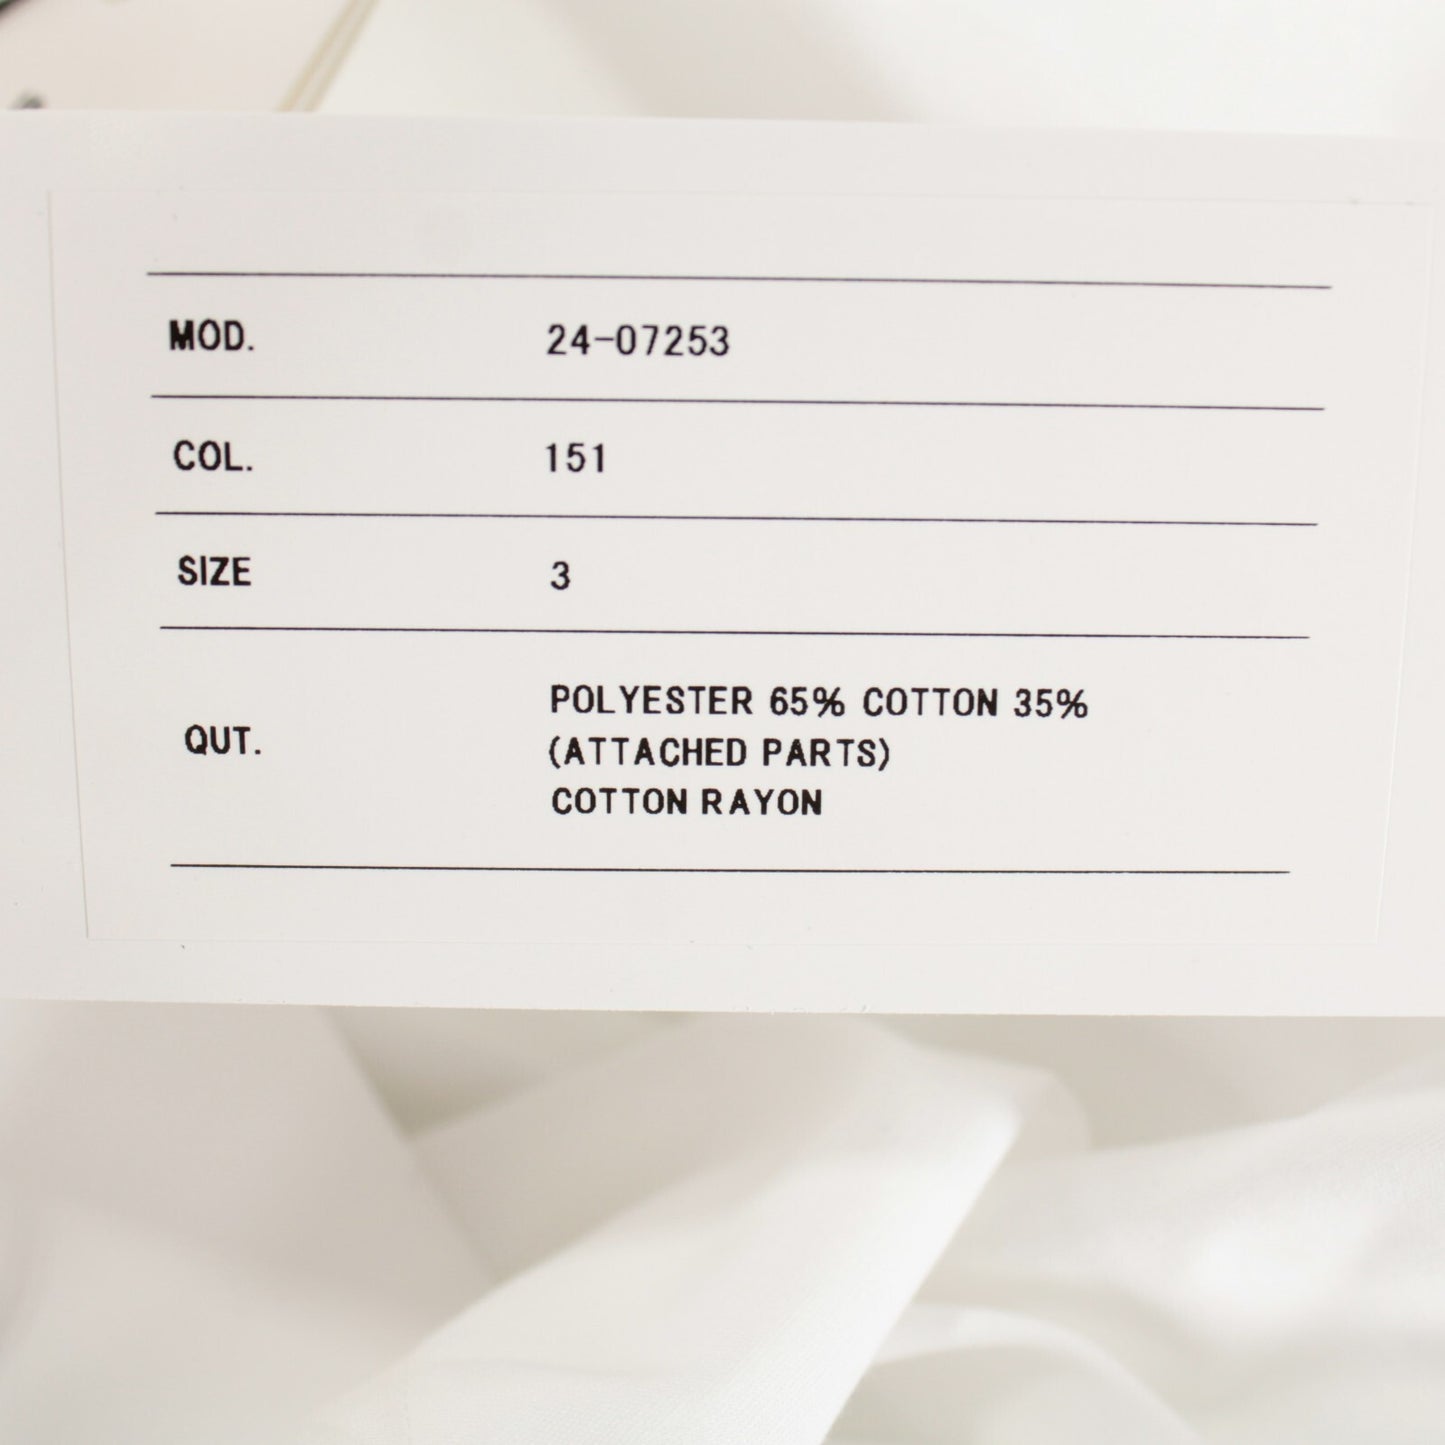 MOD. 24-07253
COL. 151
SIZE 3
QUT. POLYESTER 65% COTTON 35%
(ATTACHED PARTS)
COTTON RAYON